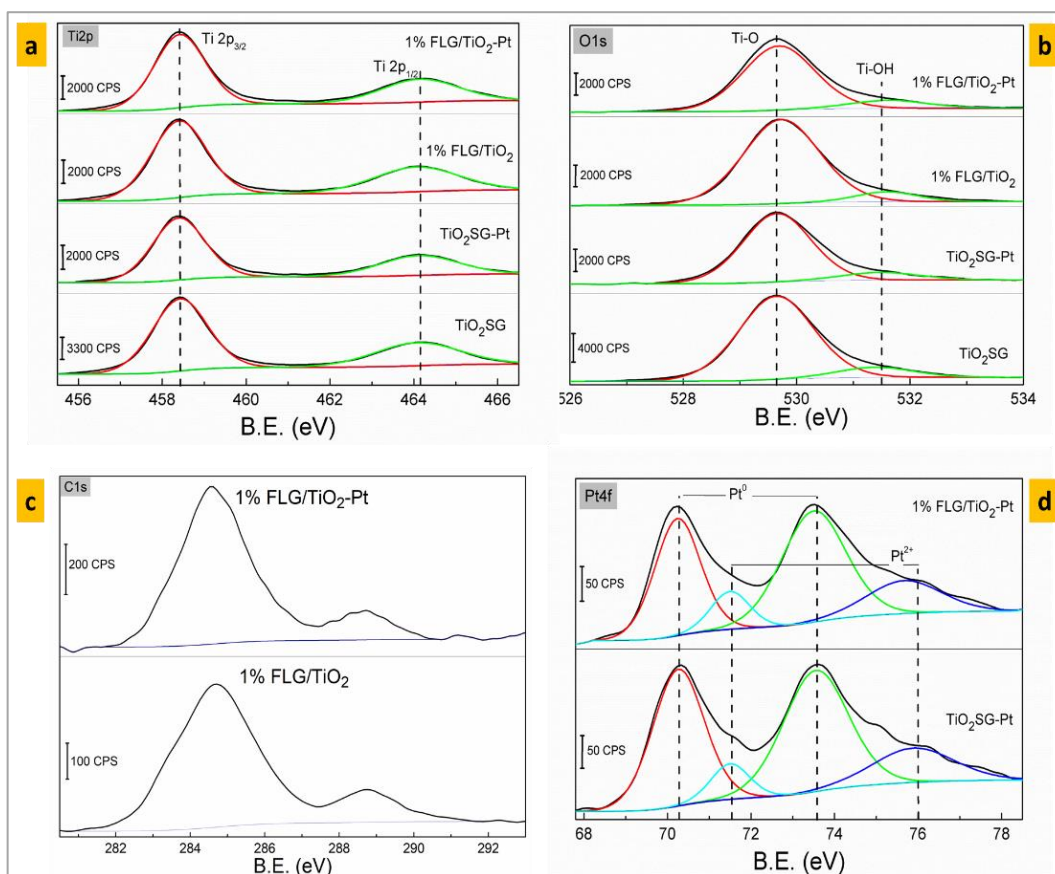 a
Ti2p
Ti 2p3/2
1% FLG/TiO2-Pt
Ti 2p1/2
2000 CPS
1% FLG/TiO2
2000 CPS
TiO2SG-Pt
2000 CPS
TiO2SG
3300 CPS
456 458 460 462 464 466
B.E. (eV)
b
O1s
Ti-O
Ti-OH
1% FLG/TiO2-Pt
2000 CPS
1% FLG/TiO2
2000 CPS
TiO2SG-Pt
2000 CPS
TiO2SG
4000 CPS
526 528 530 532 534
B.E. (eV)
c
C1s
1% FLG/TiO2-Pt
200 CPS
1% FLG/TiO2
100 CPS
282 284 286 288 290 292
B.E. (eV)
d
Pt4f
Pt0
1% FLG/TiO2-Pt
Pt2+
50 CPS
TiO2SG-Pt
50 CPS
68 70 72 74 76 78
B.E. (eV)